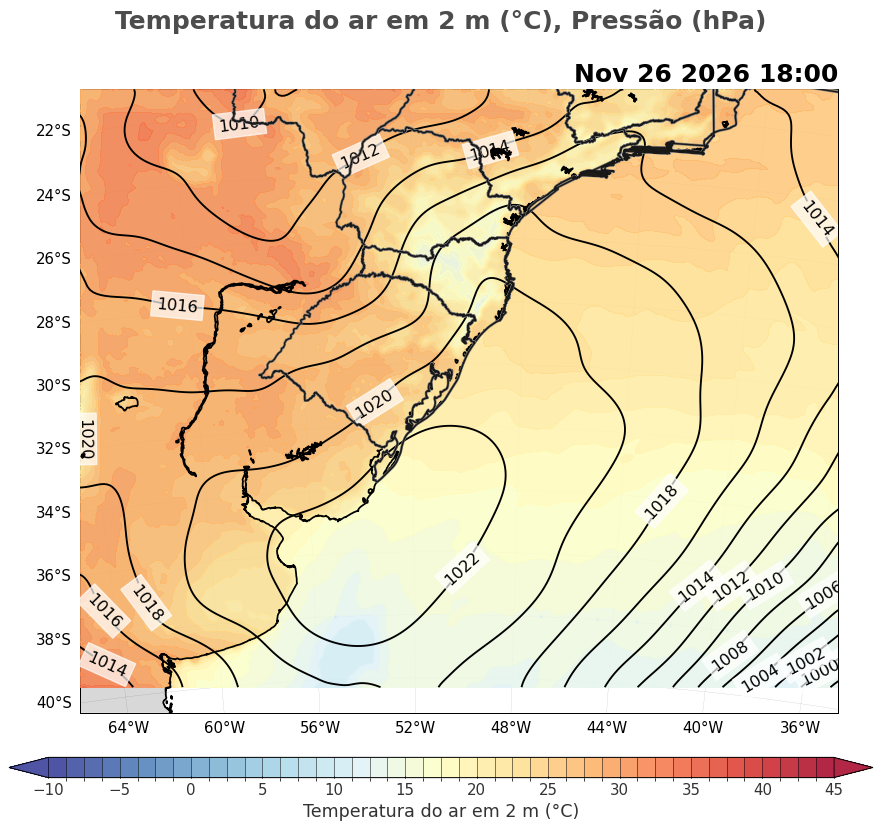 Temperatura do ar em 2 m (°C), Pressão (hPa)
Nov 26 2026 18:00
22°S
24°S
26°S
28°S
30°S
32°S
34°S
36°S
38°S
40°S
1010
1012
1014
1014
1016
1020
1020
1018
1022
1014
1012
1010
1006
1016
1018
1014
1008
1004
1002
1000
64°W
60°W
56°W
52°W
48°W
44°W
40°W
36°W
−10
−5
0
5
10
15
20
25
30
35
40
45
Temperatura do ar em 2 m (°C)